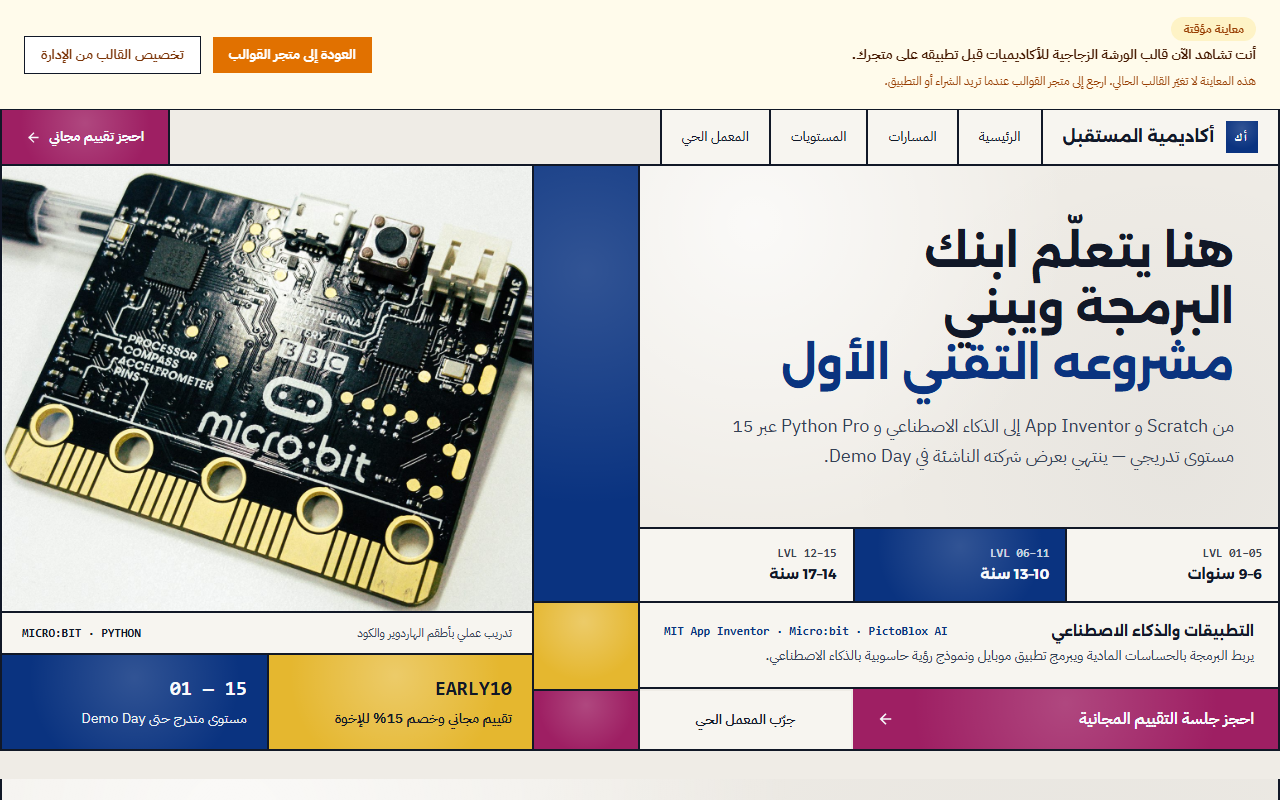 معاينة مؤقتة
أنت تشاهد الآن قالب الورشة الزجاجية للأكاديميات قبل تطبيقه على متجرك.
هذه المعاينة لا تغيّر القالب الحالي. ارجع إلى متجر القوالب عندما تريد الشراء أو التطبيق.
العودة إلى متجر القوالب
تخصيص القالب من الإدارة
أك
أكاديمية المستقبل
الرئيسية
المسارات
المستويات
المعمل الحي
احجز تقييم مجاني ←
هنا يتعلّم ابنك
البرمجة ويبني
مشروعه التقني الأول
من Scratch و App Inventor إلى الذكاء الاصطناعي و Python Pro عبر 15
مستوى تدريجي — ينتهي بعرض شركته الناشئة في Demo Day.
LVL 01–05
6–9 سنوات
LVL 06–11
10–13 سنة
LVL 12–15
14–17 سنة
التطبيقات والذكاء الاصطناعي
MIT App Inventor · Micro:bit · PictoBlox AI
يربط البرمجة بالحساسات المادية ويبرمج تطبيق موبايل ونموذج رؤية حاسوبية بالذكاء الاصطناعي.
احجز جلسة التقييم المجانية ←
جرّب المعمل الحي
3V
ANTENNA
BBC
PROCESSOR
COMPASS
ACCELEROMETER
PINS
micro:bit
تدريب عملي بأطقم الهاردوير والكود
MICRO:BIT · PYTHON
EARLY10
تقييم مجاني وخصم 15% للإخوة
01 — 15
مستوى متدرج حتى Demo Day